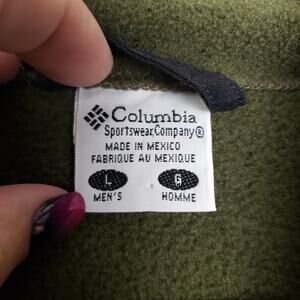 Columbia
Sportswear Company®
MADE IN MEXICO
FABRIQUE AU MEXIQUE
L G
MEN'S HOMME